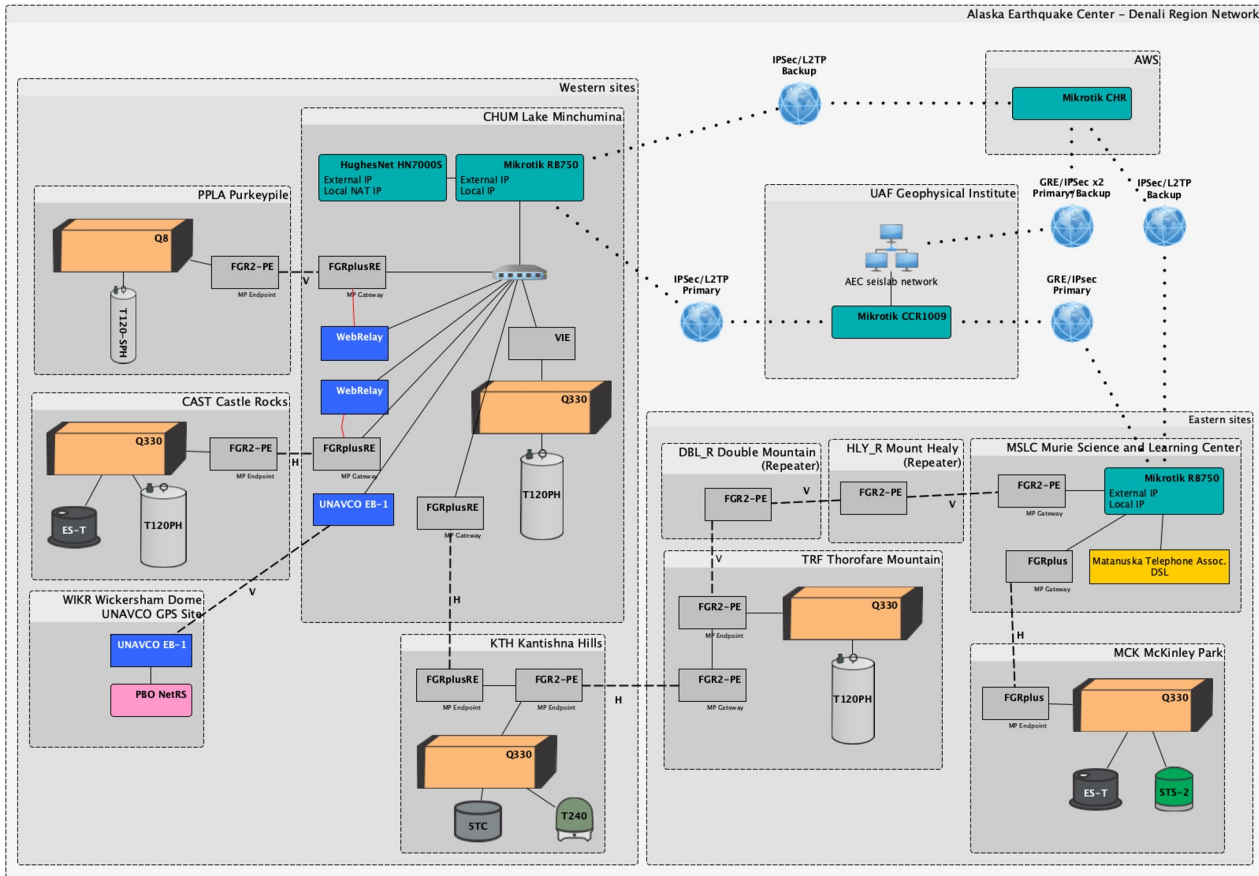 Alaska Earthquake Center - Denali Region Network
Western sites
CHUM Lake Minchumina
HughesNet HN7000S
External IP
Local NAT IP
Mikrotik RB750
External IP
Local IP
PPLA Purkeypile
Q8
FGR2-PE
MP Endpoint
T120-SPH
V
FGRplusRE
MP Gateway
WebRelay
WebRelay
VIE
Q330
T120PH
CAST Castle Rocks
Q330
FGR2-PE
MP Endpoint
ES-T
T120PH
H
FGRplusRE
MP Gateway
UNAVCO EB-1
FGRplusRE
MP Gateway
V
H
WIKR Wickersham Dome
UNAVCO GPS Site
UNAVCO EB-1
PBO NetRS
KTH Kantishna Hills
FGRplusRE
MP Endpoint
FGR2-PE
MP Endpoint
Q330
5TC
T240
H
IPSec/L2TP
Backup
AWS
Mikrotik CHR
UAF Geophysical Institute
AEC seislab network
Mikrotik CCR1009
GRE/IPSec x2
Primary/Backup
IPSec/L2TP
Backup
IPSec/L2TP
Primary
GRE/IPsec
Primary
Eastern sites
DBL_R Double Mountain
(Repeater)
FGR2-PE
V
HLY_R Mount Healy
(Repeater)
FGR2-PE
V
MSLC Murie Science and Learning Center
FGR2-PE
MP Gateway
Mikrotik RB750
External IP
Local IP
FGRplus
MP Gateway
Matanuska Telephone Assoc.
DSL
V
TRF Thorofare Mountain
FGR2-PE
MP Endpoint
Q330
FGR2-PE
MP Gateway
T120PH
H
MCK McKinley Park
FGRplus
MP Endpoint
Q330
ES-T
STS-2